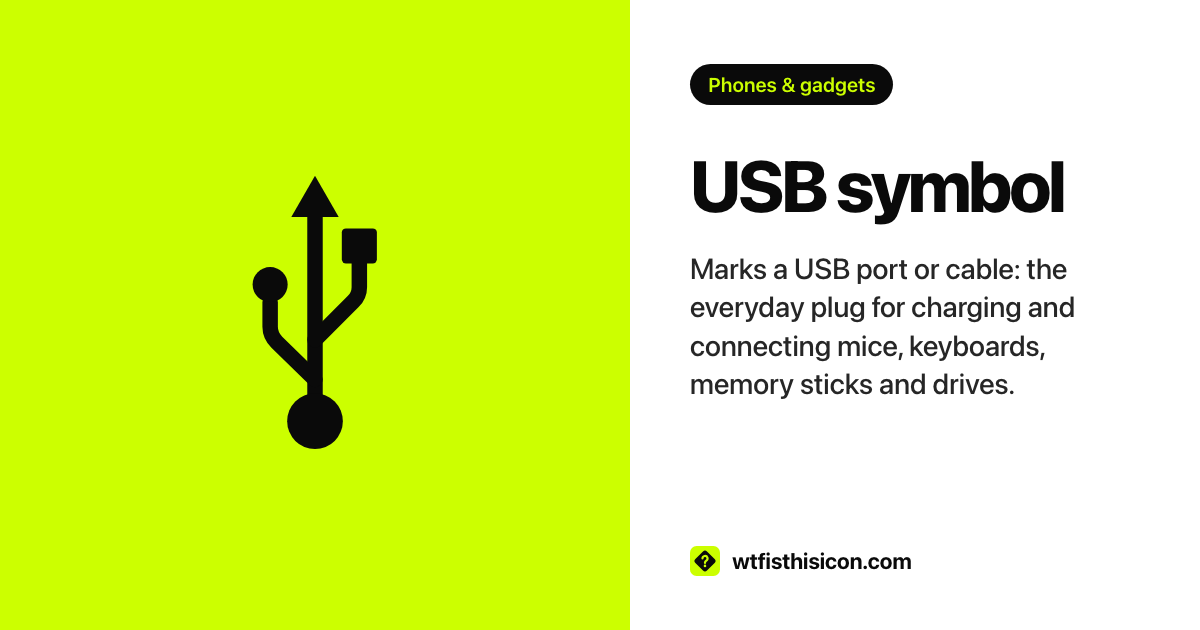 Phones & gadgets
USB symbol
Marks a USB port or cable: the
everyday plug for charging and
connecting mice, keyboards,
memory sticks and drives.
?
wtfisthisicon.com